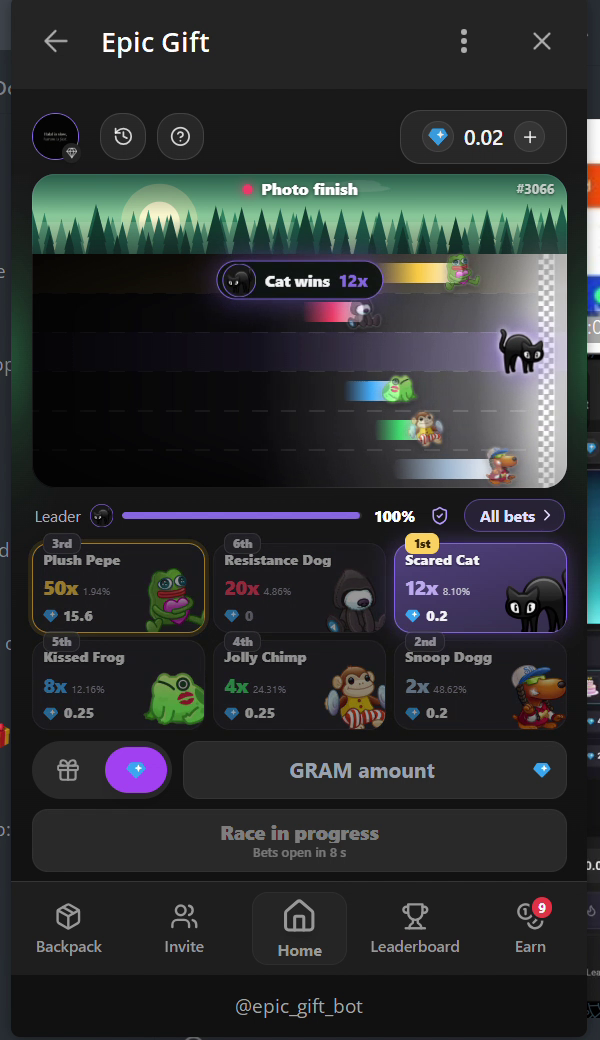 Epic Gift
0.02
Photo finish
#3066
Cat wins 12x
Leader 100% All bets
3rd
Plush Pepe
50x 1.94%
15.6
6th
Resistance Dog
20x 4.86%
0
1st
Scared Cat
12x 8.10%
0.2
5th
Kissed Frog
8x 12.16%
0.25
4th
Jolly Chimp
4x 24.31%
0.25
2nd
Snoop Dogg
2x 48.62%
0.2
GRAM amount
Race in progress
Bets open in 8 s
Backpack
Invite
Home
Leaderboard
9
Earn
@epic_gift_bot